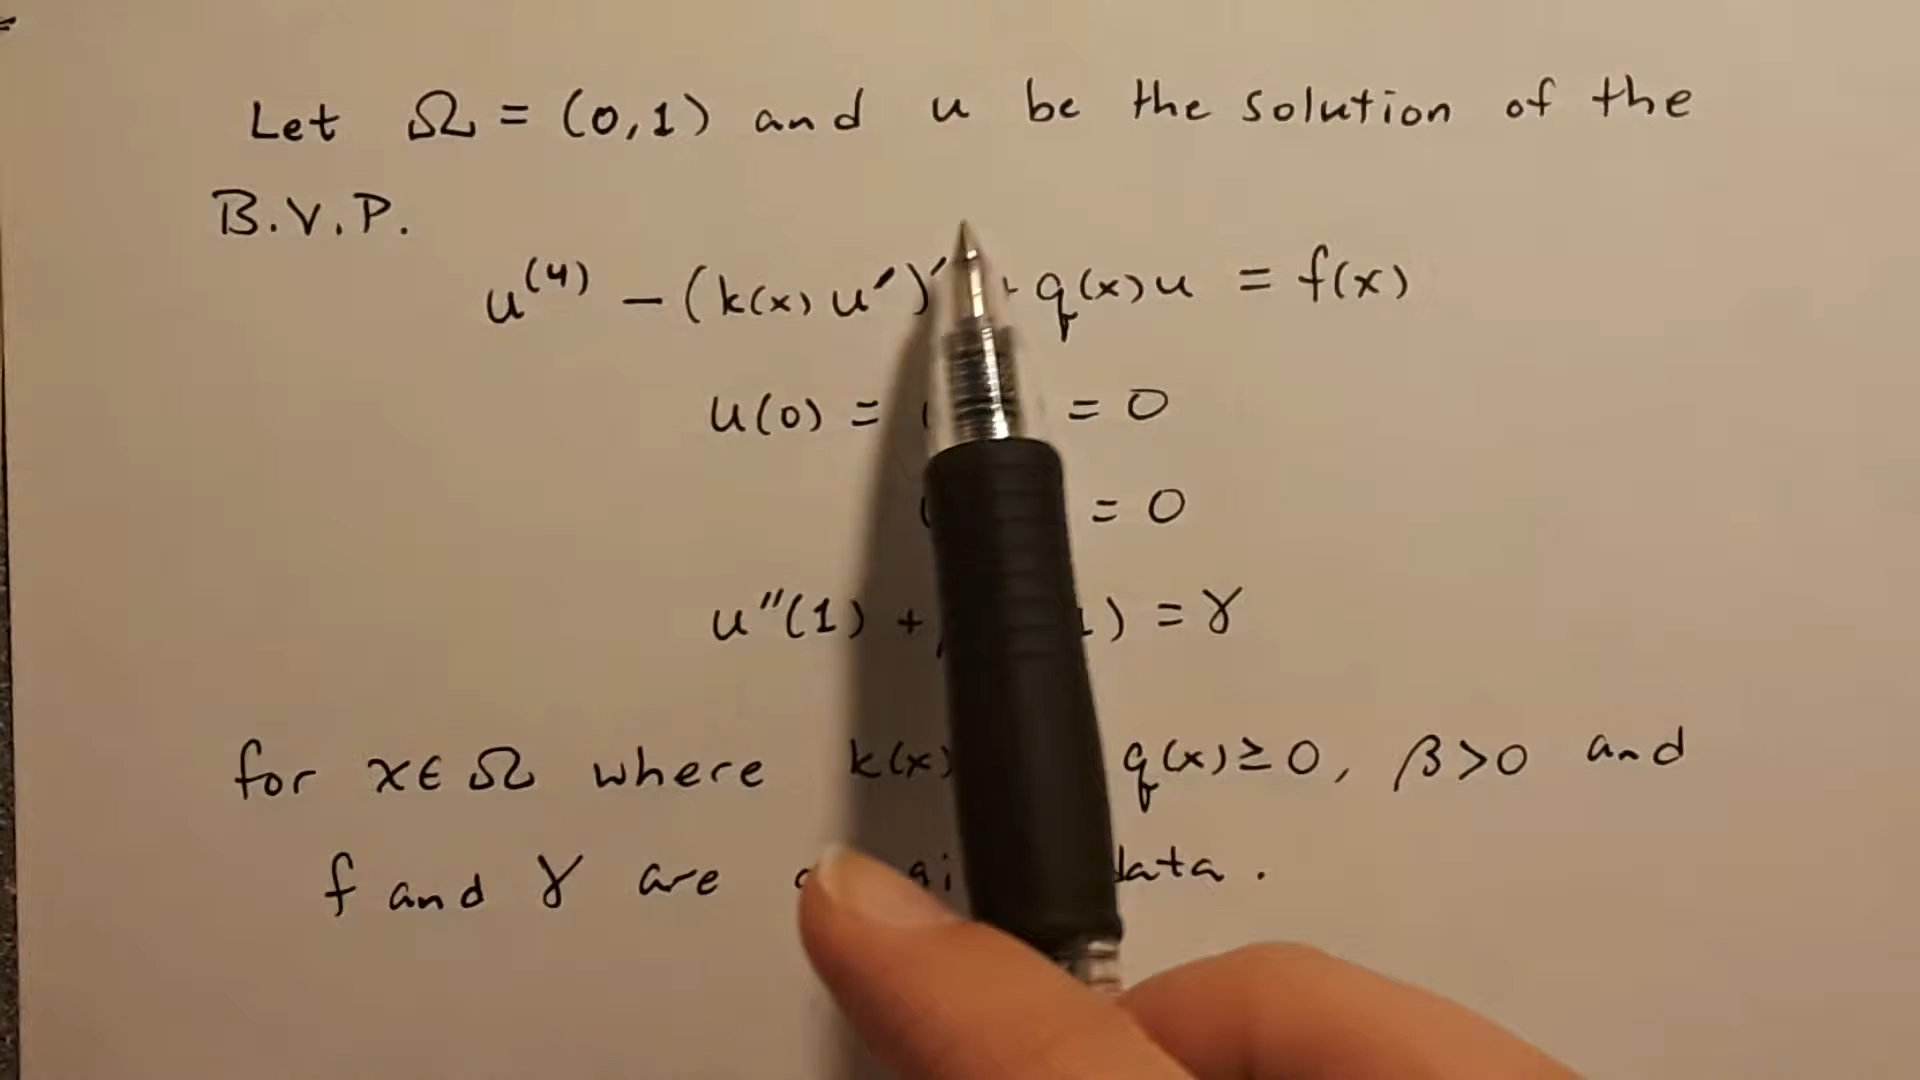 Let Ω = (0,1) and u be the solution of the
B.V.P.
u⁽⁴⁾ - (k(x) u′)′ + q(x)u = f(x)
u(0) = = 0
= 0
u″(1) + ) = γ
for x ∈ Ω where k(x) q(x) ≥ 0, β > 0 and
f and γ are data.